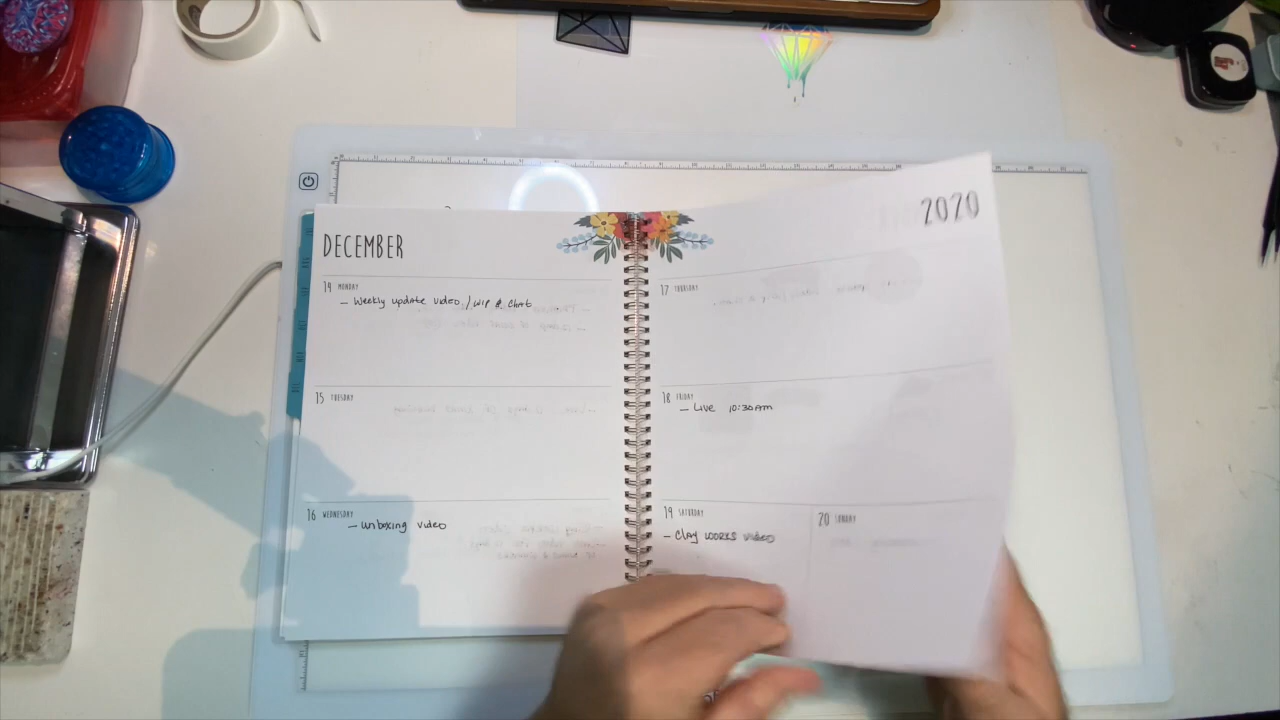 DECEMBER
2020
14 MONDAY
- Weekly update video / WIP & Chat
15 TUESDAY
16 WEDNESDAY
- Unboxing video
17 THURSDAY
18 FRIDAY
- Live 10:30am
19 SATURDAY
- Clay works video
20 SUNDAY